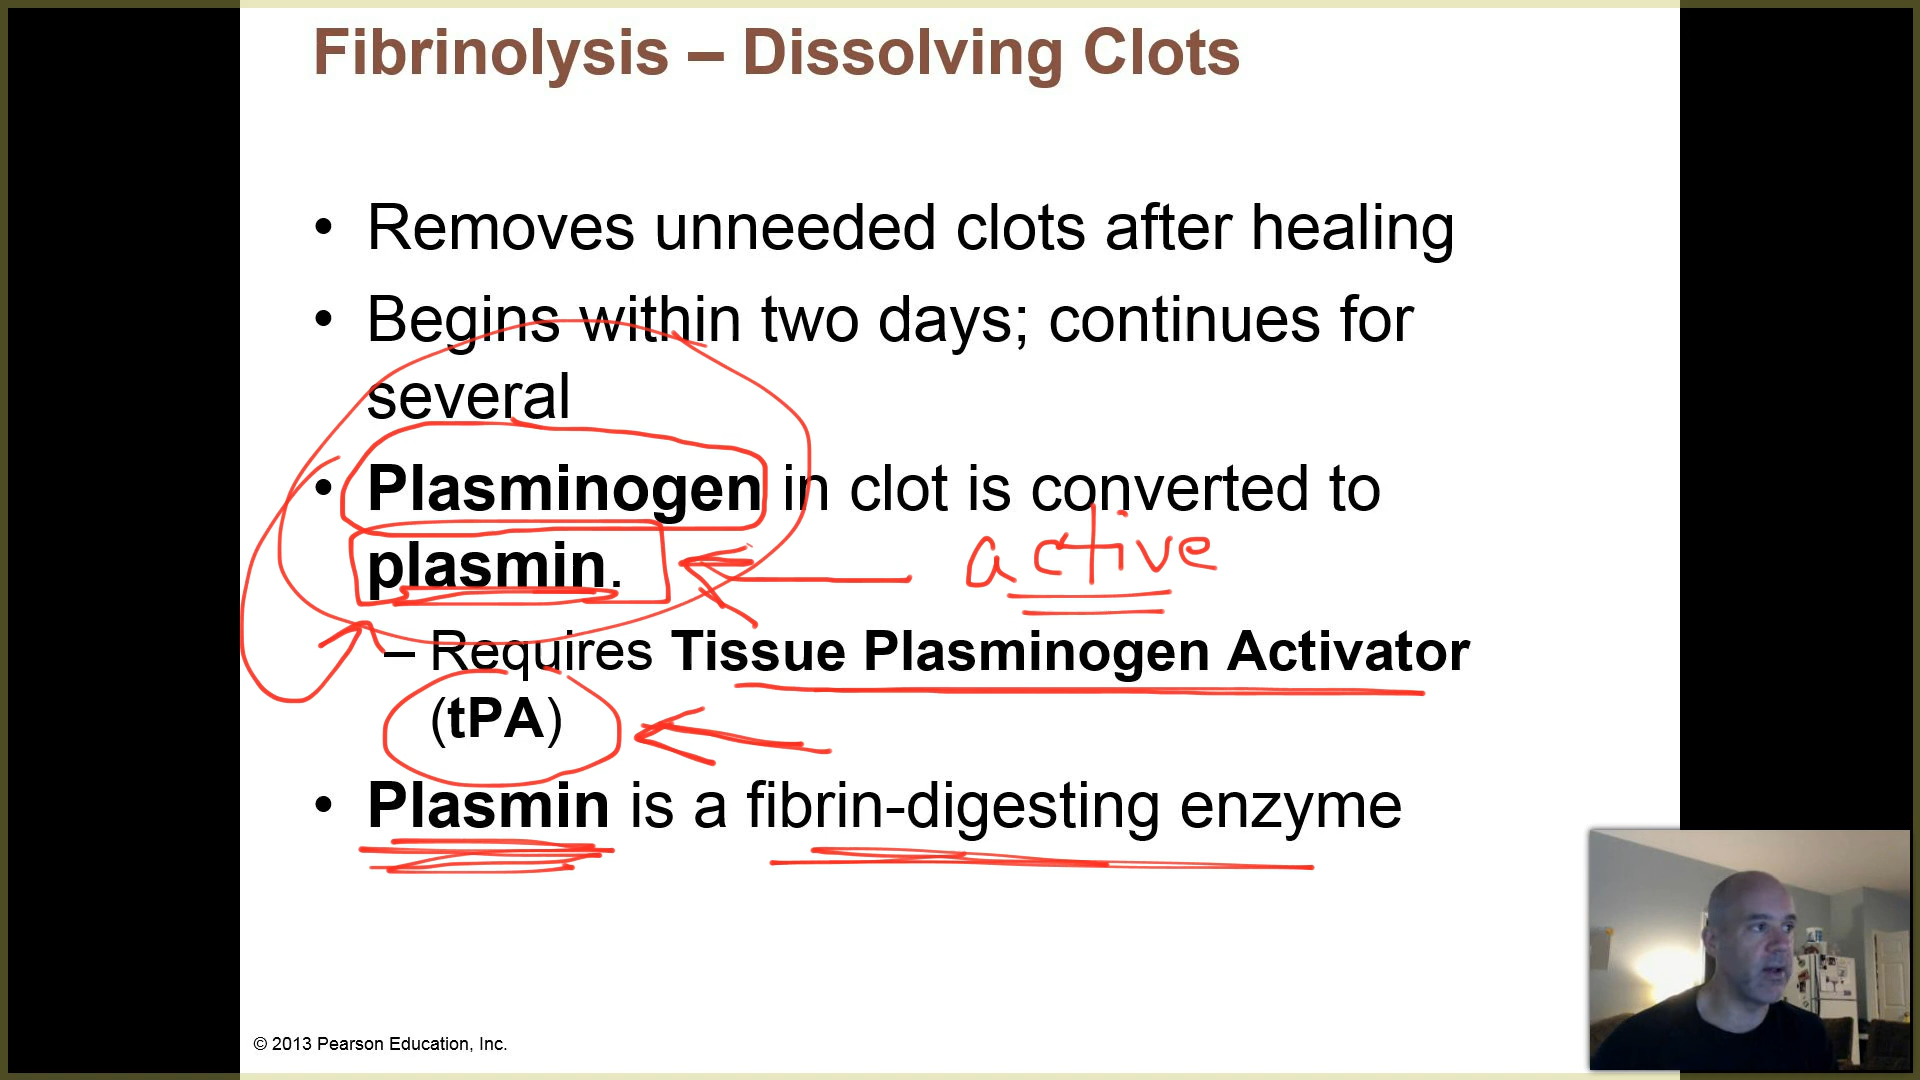 Fibrinolysis – Dissolving Clots
• Removes unneeded clots after healing
• Begins within two days; continues for
several
• Plasminogen in clot is converted to
plasmin.
active
– Requires Tissue Plasminogen Activator
(tPA)
• Plasmin is a fibrin-digesting enzyme
© 2013 Pearson Education, Inc.